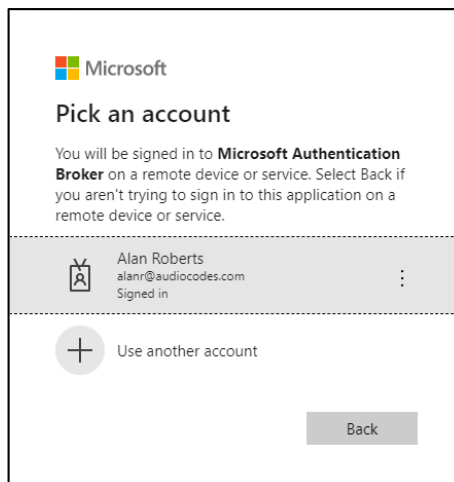 Microsoft
Pick an account
You will be signed in to Microsoft Authentication
Broker on a remote device or service. Select Back if
you aren't trying to sign in to this application on a
remote device or service.
Alan Roberts
alanr@audiocodes.com
Signed in
Use another account
Back